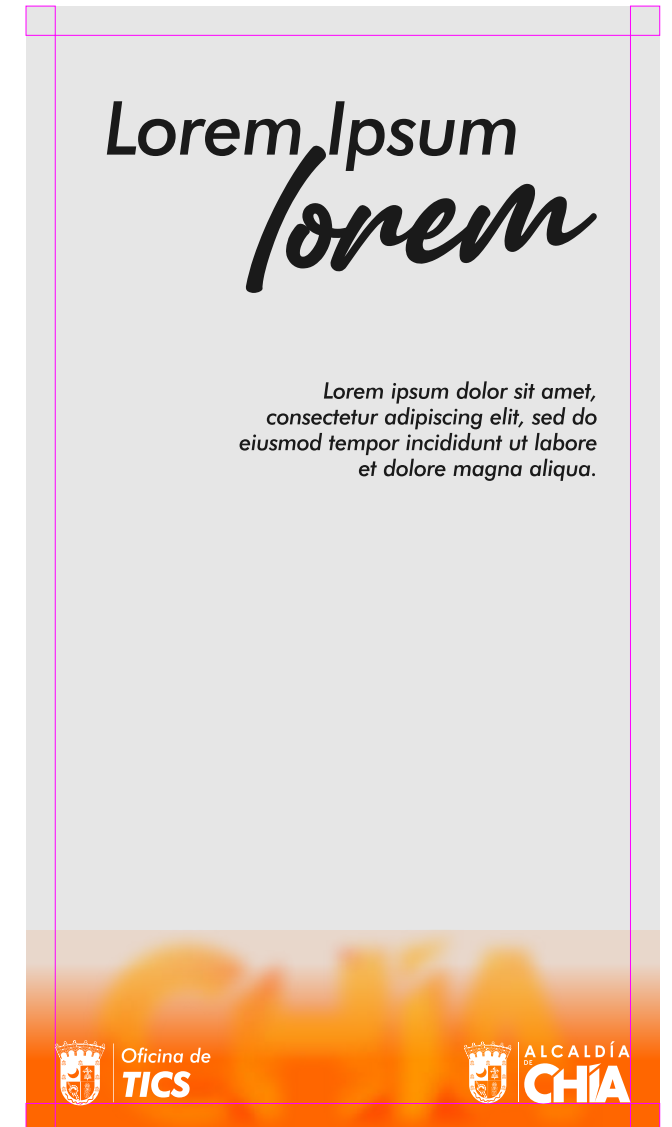 Lorem Ipsum
lorem
Lorem ipsum dolor sit amet,
consectetur adipiscing elit, sed do
eiusmod tempor incididunt ut labore
et dolore magna aliqua.
CHÍA
Oficina de
TICS
ALCALDÍA
DE
CHÍA